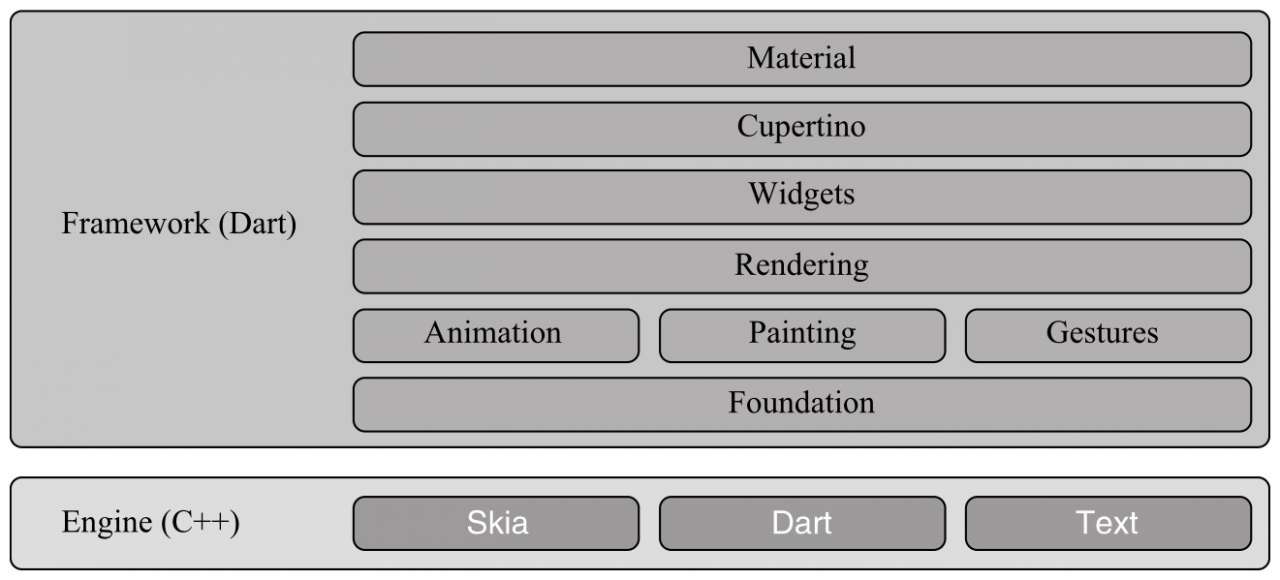 Framework (Dart)
Material
Cupertino
Widgets
Rendering
Animation Painting Gestures
Foundation
Engine (C++)
Skia Dart Text